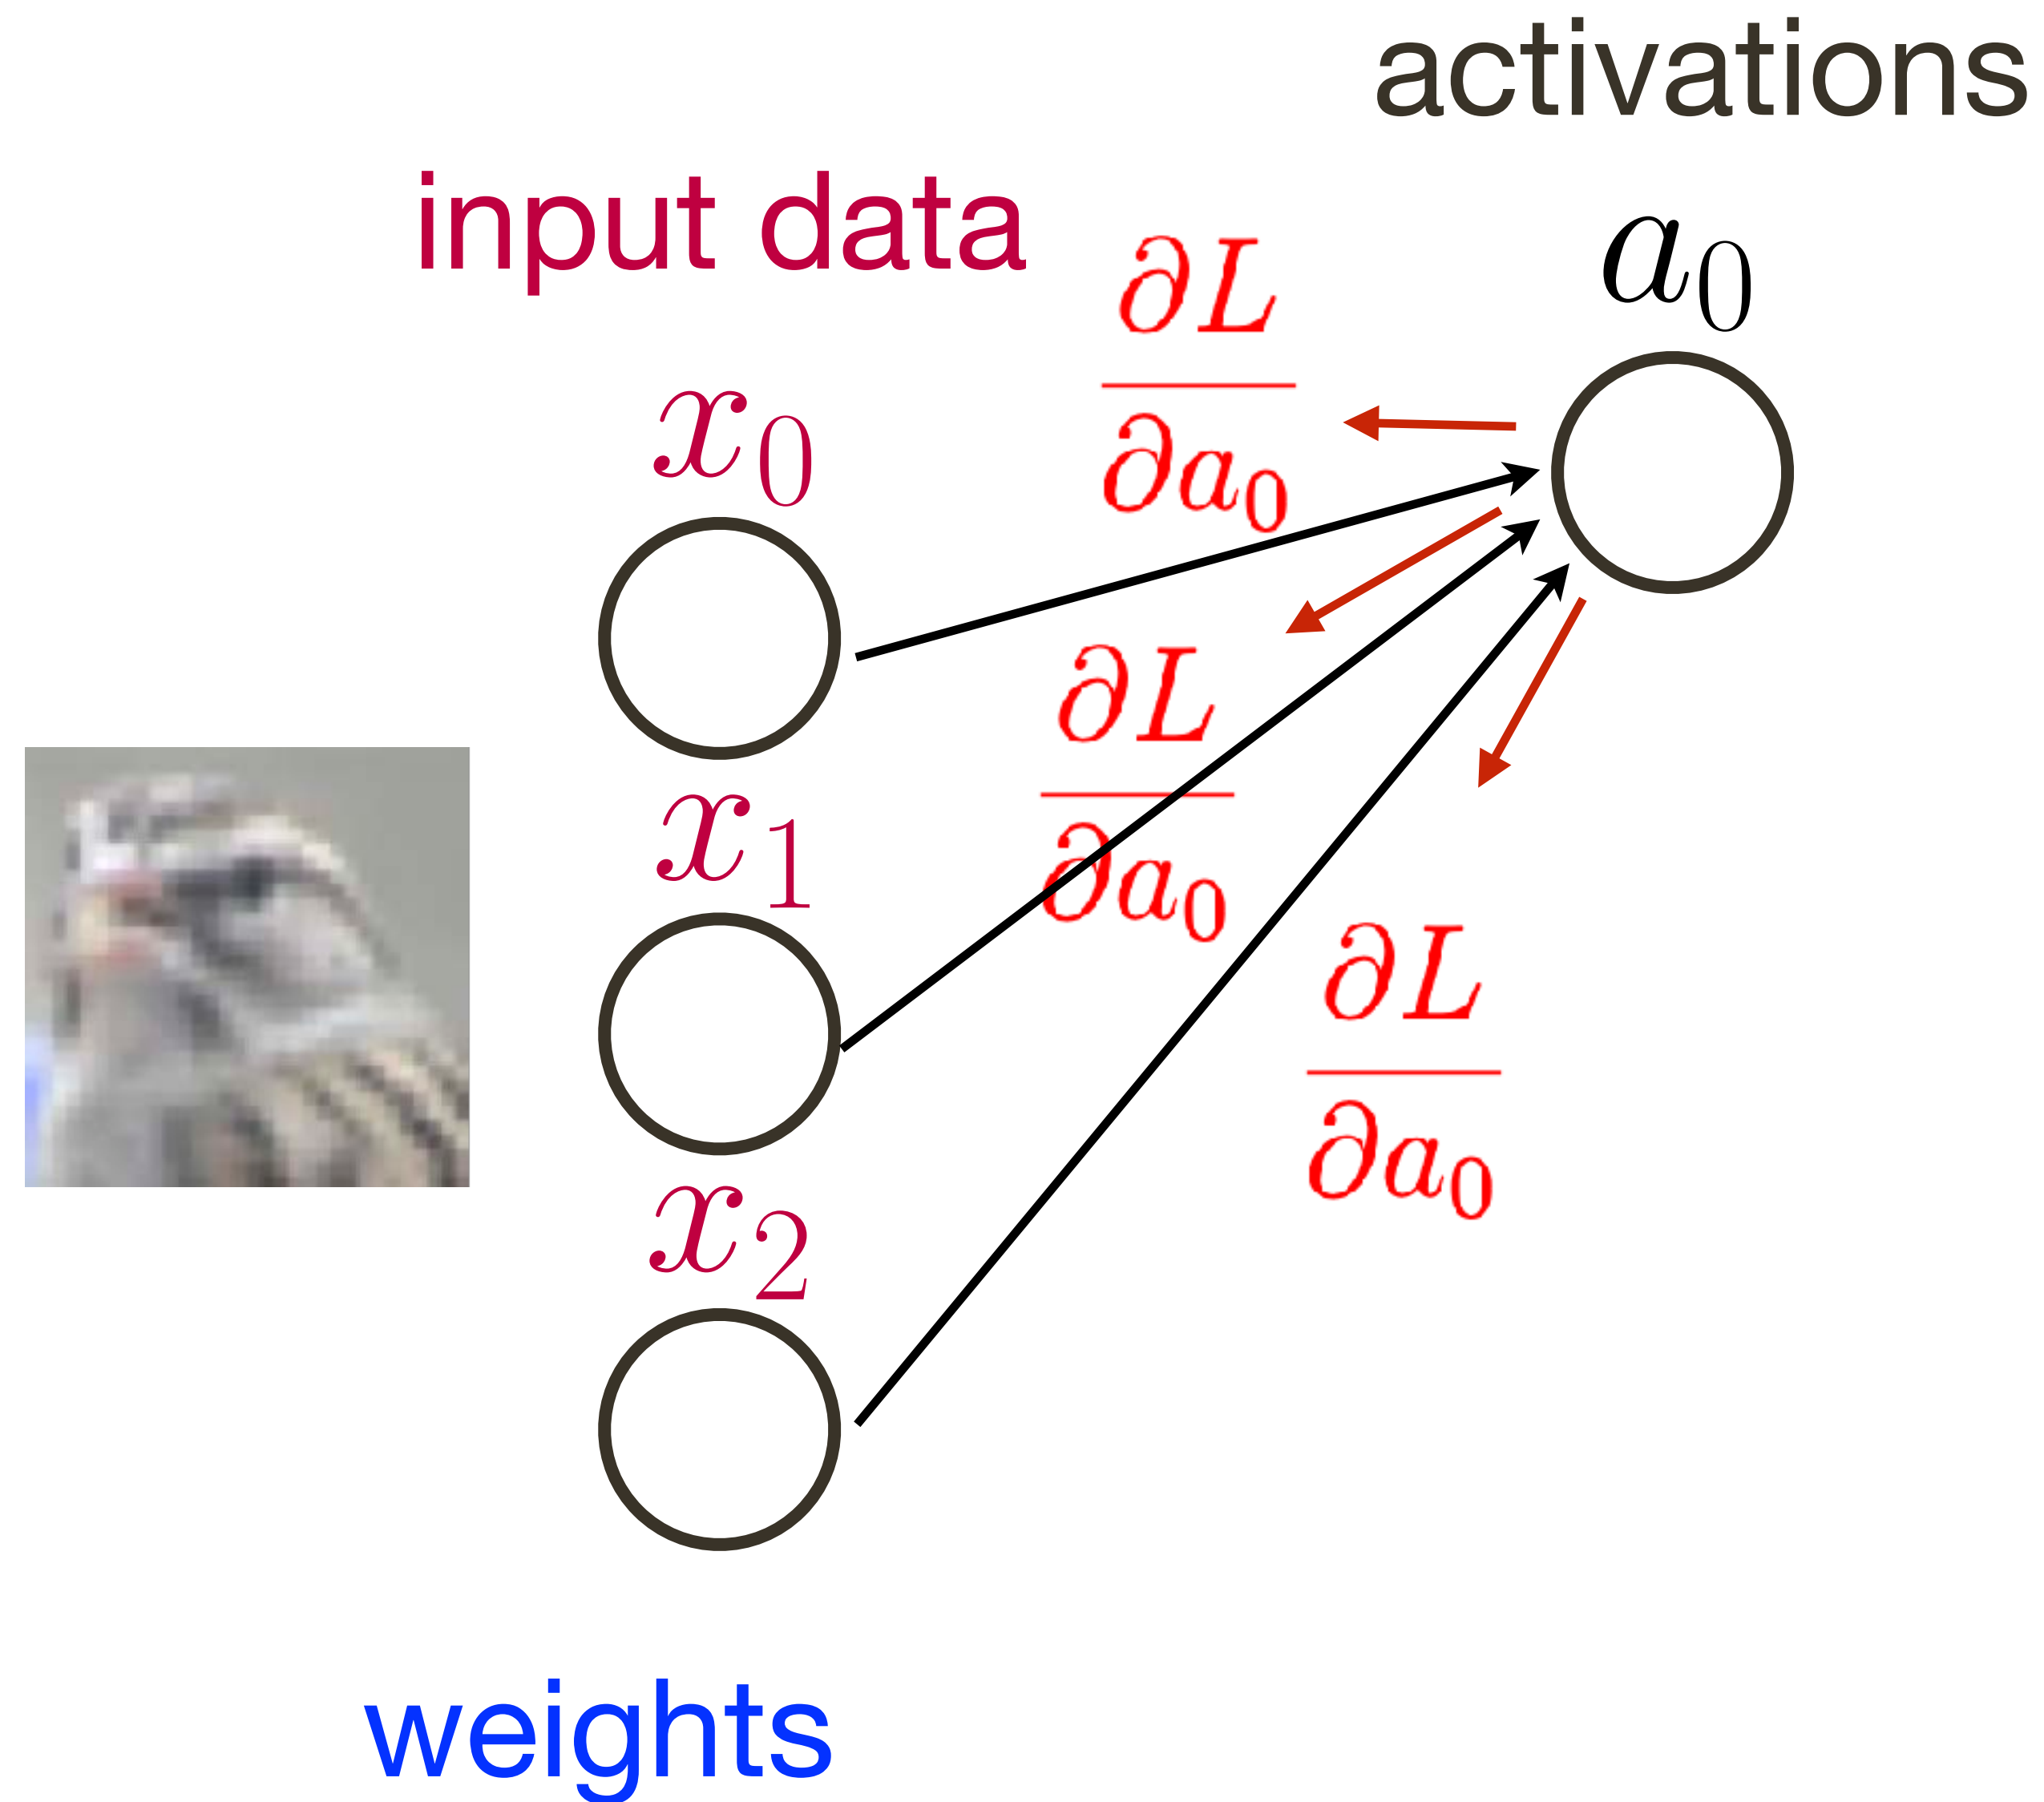 activations
input data
a₀
∂L
∂a₀
x₀
∂L
∂a₀
x₁
∂L
∂a₀
x₂
weights